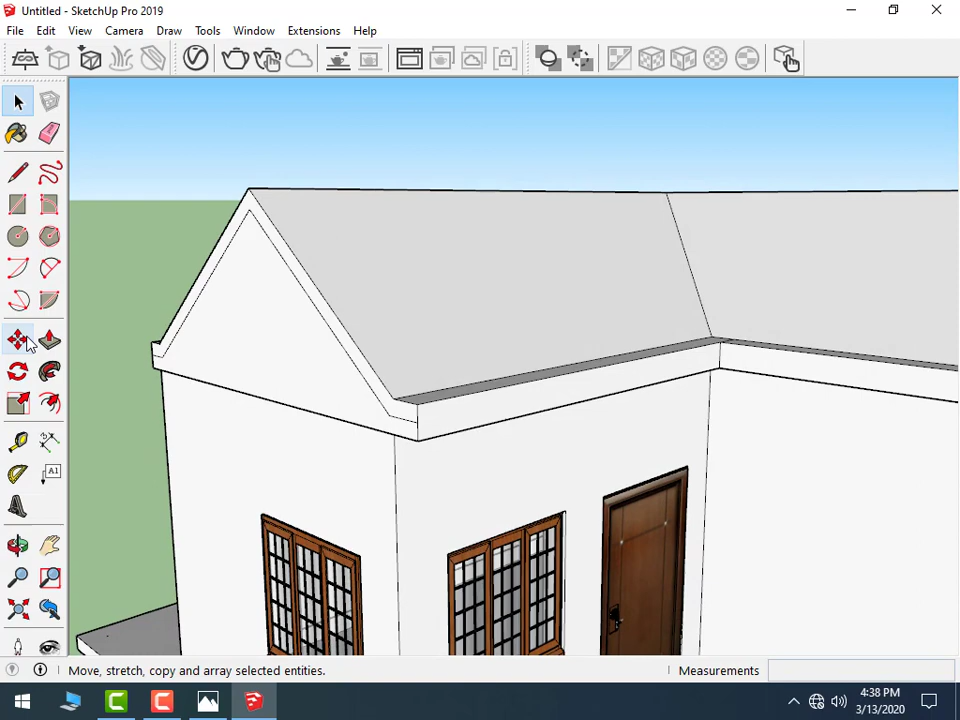 Untitled - SketchUp Pro 2019
File Edit View Camera Draw Tools Window Extensions Help
A1
Move, stretch, copy and array selected entities.
Measurements
4:38 PM
3/13/2020